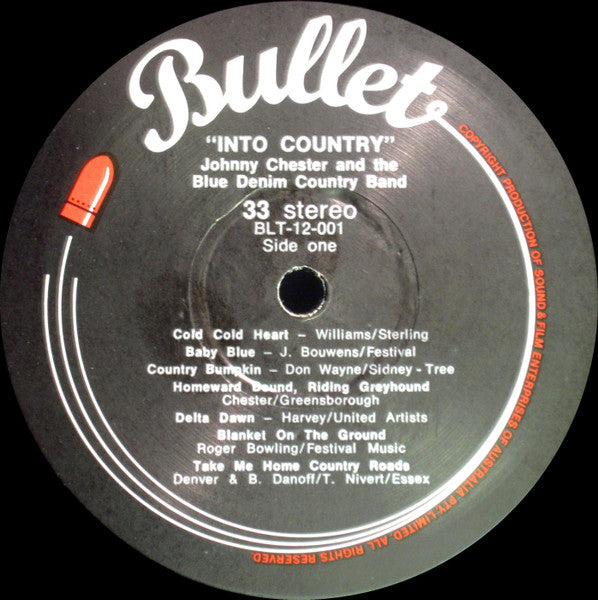 Bullet
"INTO COUNTRY"
Johnny Chester and the
Blue Denim Country Band
33 stereo
BLT-12-001
Side one
Cold Cold Heart – Williams/Sterling
Baby Blue – J. Bouwens/Festival
Country Bumpkin – Don Wayne/Sidney-Tree
Homeward Bound, Riding Greyhound
Chester/Greensborough
Delta Dawn – Harvey/United Artists
Blanket On The Ground
Roger Bowling/Festival Music
Take Me Home Country Roads
Denver & B. Danoff/T. Nivert/Essex
COPYRIGHT PRODUCTION OF SOUND & FILM ENTERPRISES OF AUSTRALIA PTY. LIMITED. ALL RIGHTS RESERVED.